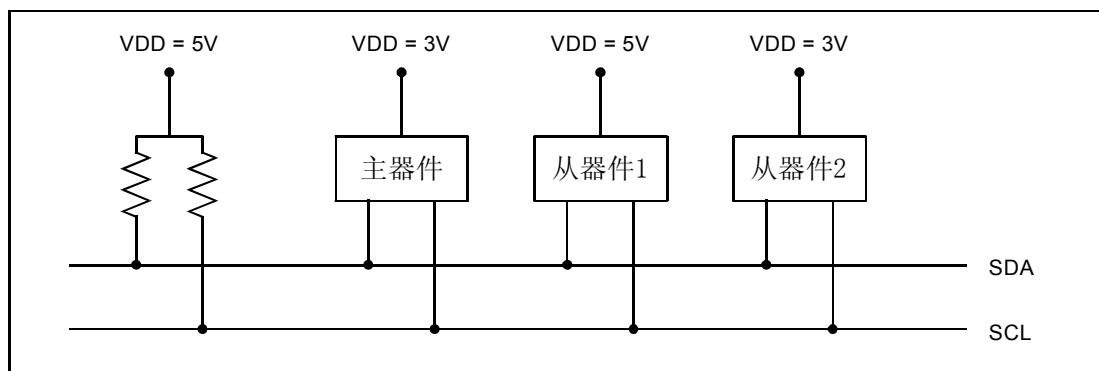 VDD = 5V
VDD = 3V
VDD = 5V
VDD = 3V
主器件
从器件1
从器件2
SDA
SCL